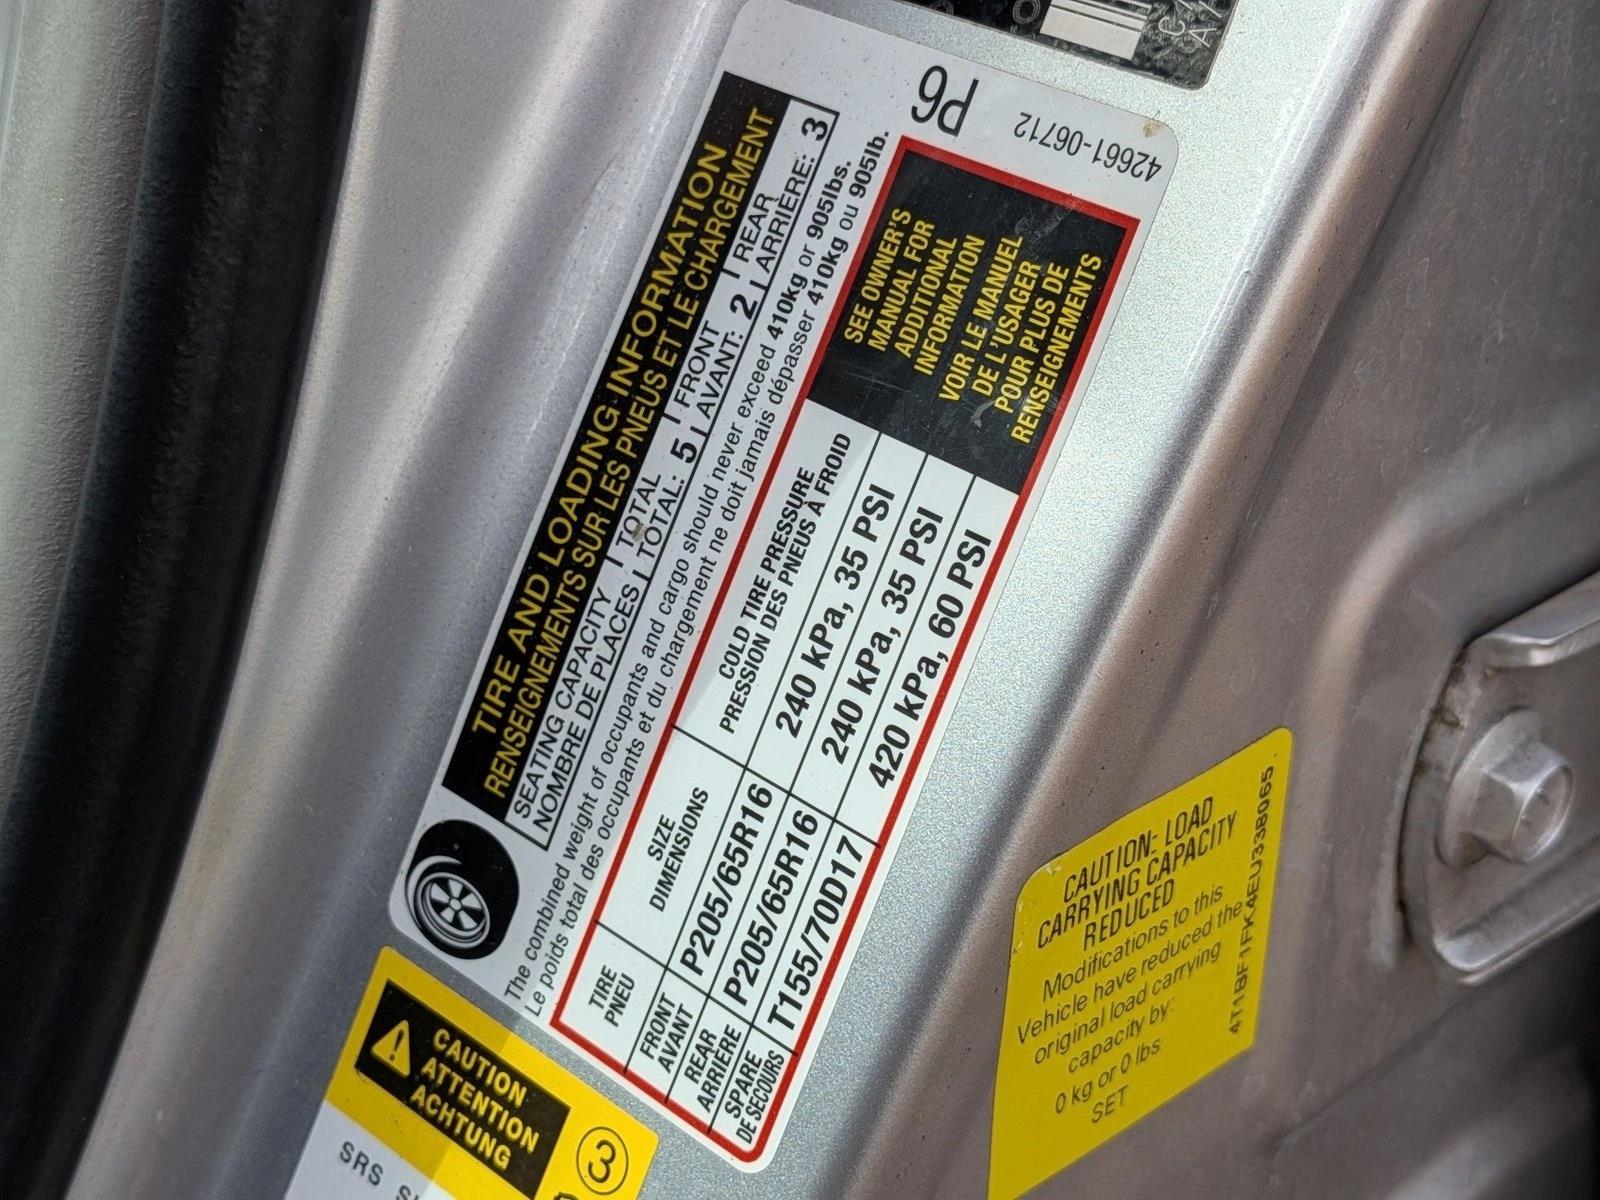 P6
42661-06712
TIRE AND LOADING INFORMATION
RENSEIGNEMENTS SUR LES PNEUS ET LE CHARGEMENT
SEATING CAPACITY TOTAL FRONT REAR
NOMBRE DE PLACES TOTAL: 5 AVANT: 2 ARRIÈRE: 3
The combined weight of occupants and cargo should never exceed 410kg or 905lbs.
Le poids total des occupants et du chargement ne doit jamais dépasser 410kg ou 905lb.
TIRE SIZE COLD TIRE PRESSURE
PNEU DIMENSIONS PRESSION DES PNEUS À FROID
FRONT
AVANT P205/65R16 240 kPa, 35 PSI
REAR
ARRIÈRE P205/65R16 240 kPa, 35 PSI
SPARE
DE SECOURS T155/70D17 420 kPa, 60 PSI
SEE OWNER'S
MANUAL FOR
ADDITIONAL
INFORMATION
VOIR LE MANUEL
DE L'USAGER
POUR PLUS DE
RENSEIGNEMENTS
CAUTION
ATTENTION
ACHTUNG
3
SRS
CAUTION: LOAD
CARRYING CAPACITY
REDUCED
Modifications to this
Vehicle have reduced the
original load carrying
capacity by:
0 kg or 0 lbs
SET
4T1BF1FK4EU338065